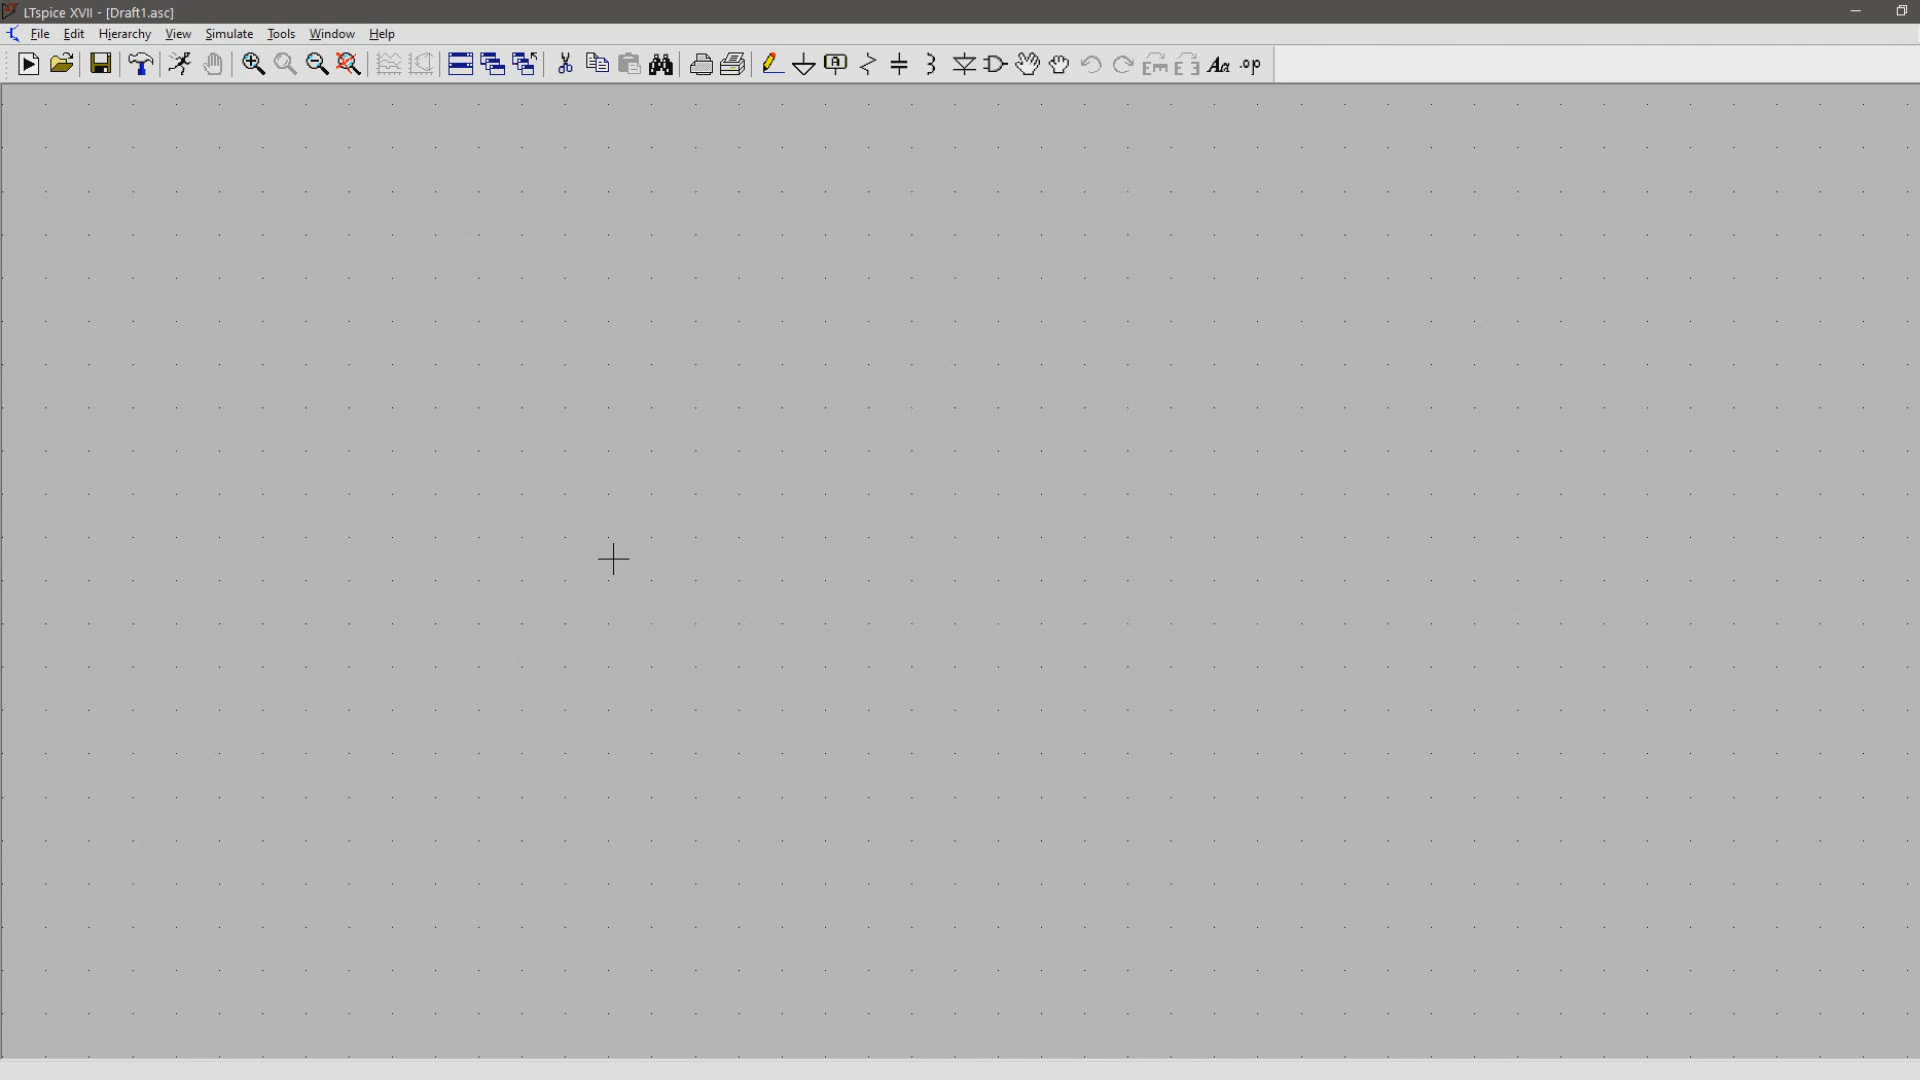 LTspice XVII - [Draft1.asc]
File Edit Hierarchy View Simulate Tools Window Help
A Aa .op